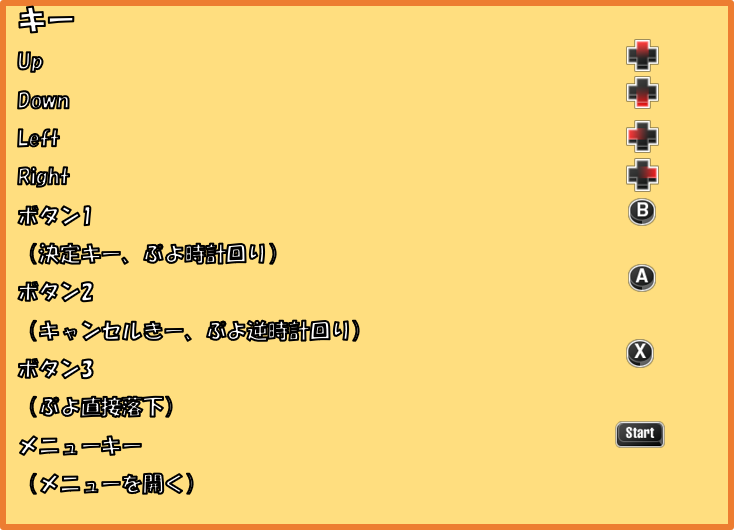 キー
Up
Down
Left
Right
ボタン1 B
（決定キー、ぷよ時計回り）
ボタン2 A
（キャンセルきー、ぷよ逆時計回り）
ボタン3 X
（ぷよ直接落下）
メニューキー Start
（メニューを開く）